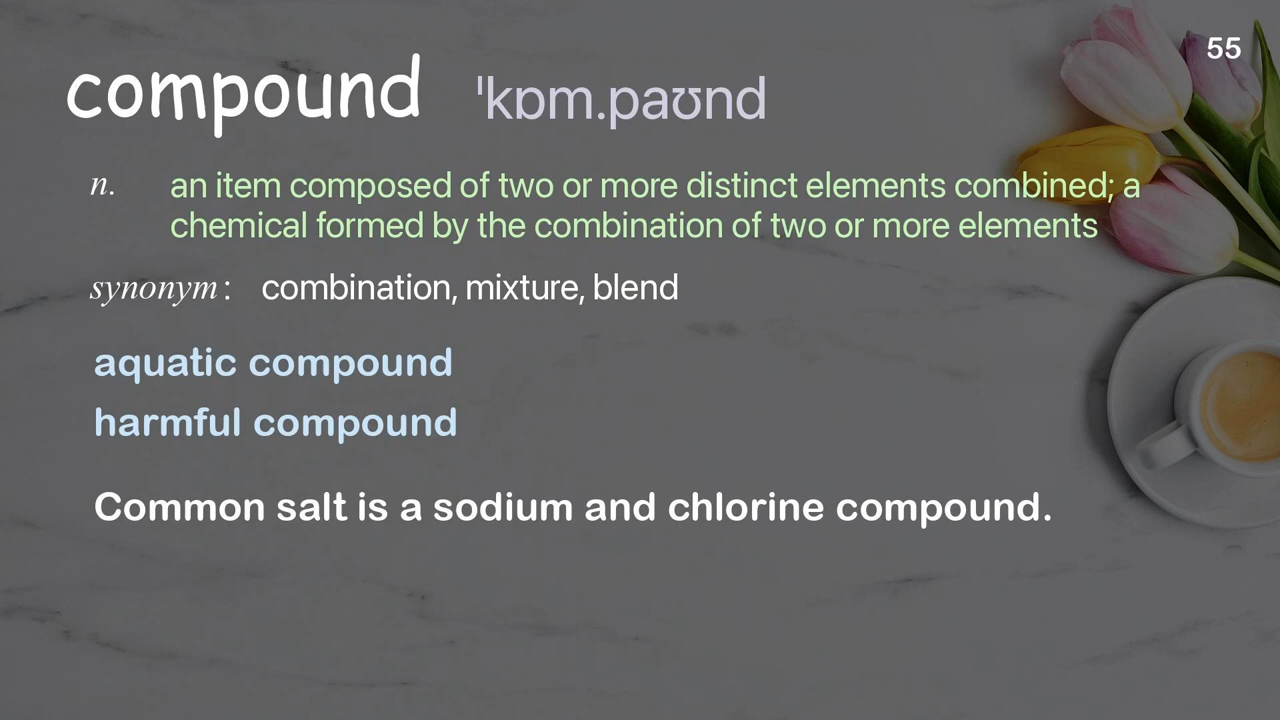 55
compound ˈkɒm.paʊnd
n. an item composed of two or more distinct elements combined; a
chemical formed by the combination of two or more elements
synonym: combination, mixture, blend
aquatic compound
harmful compound
Common salt is a sodium and chlorine compound.